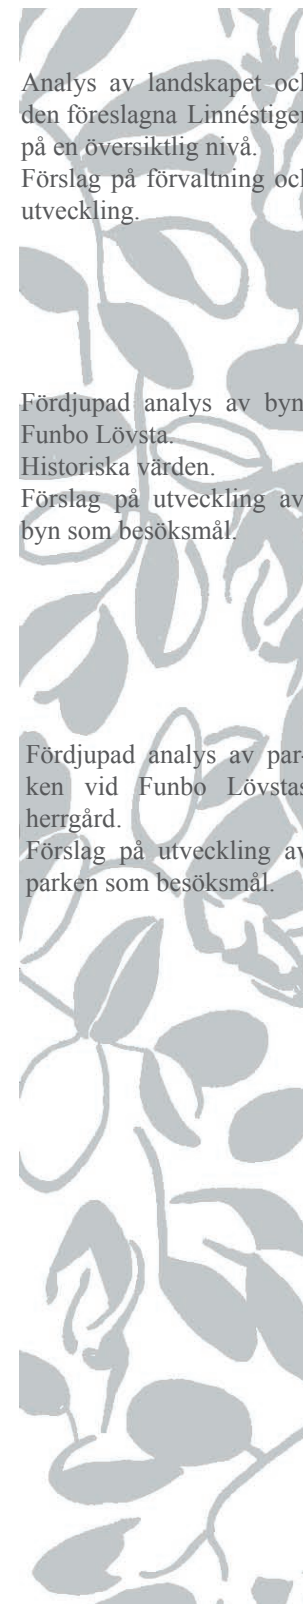 Analys av landskapet och
den föreslagna Linnéstigen
på en översiktlig nivå.
Förslag på förvaltning och
utveckling.
Fördjupad analys av byn
Funbo Lövsta.
Historiska värden.
Förslag på utveckling av
byn som besöksmål.
Fördjupad analys av par-
ken vid Funbo Lövstas
herrgård.
Förslag på utveckling av
parken som besöksmål.